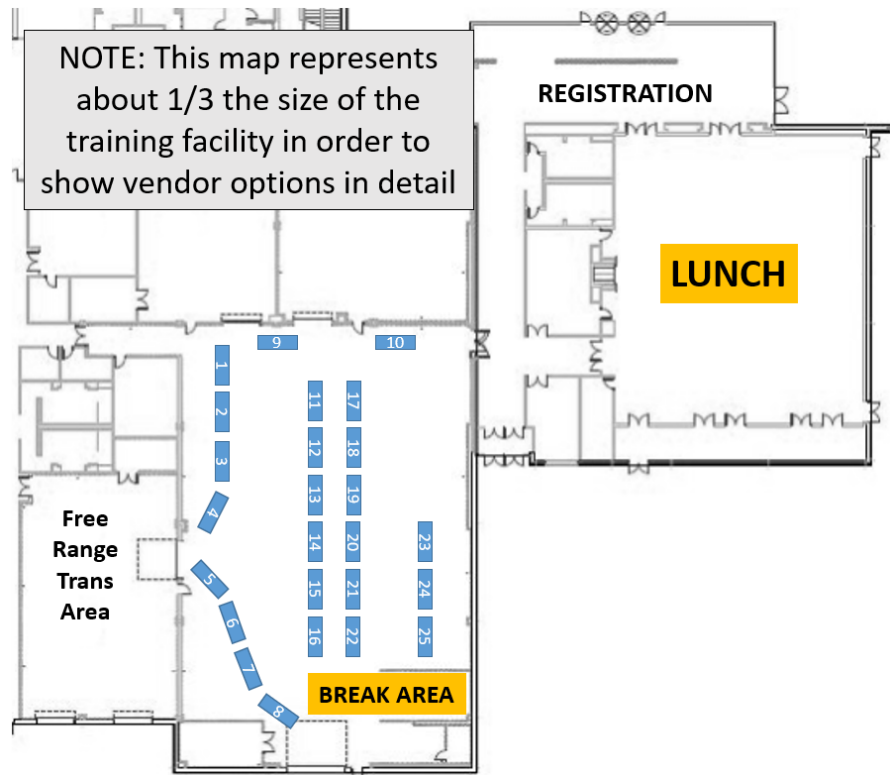 NOTE: This map represents
about 1/3 the size of the
training facility in order to
show vendor options in detail
REGISTRATION
LUNCH
9
10
1
2
3
4
5
6
7
8
11
12
13
14
15
16
17
18
19
20
21
22
23
24
25
Free
Range
Trans
Area
BREAK AREA